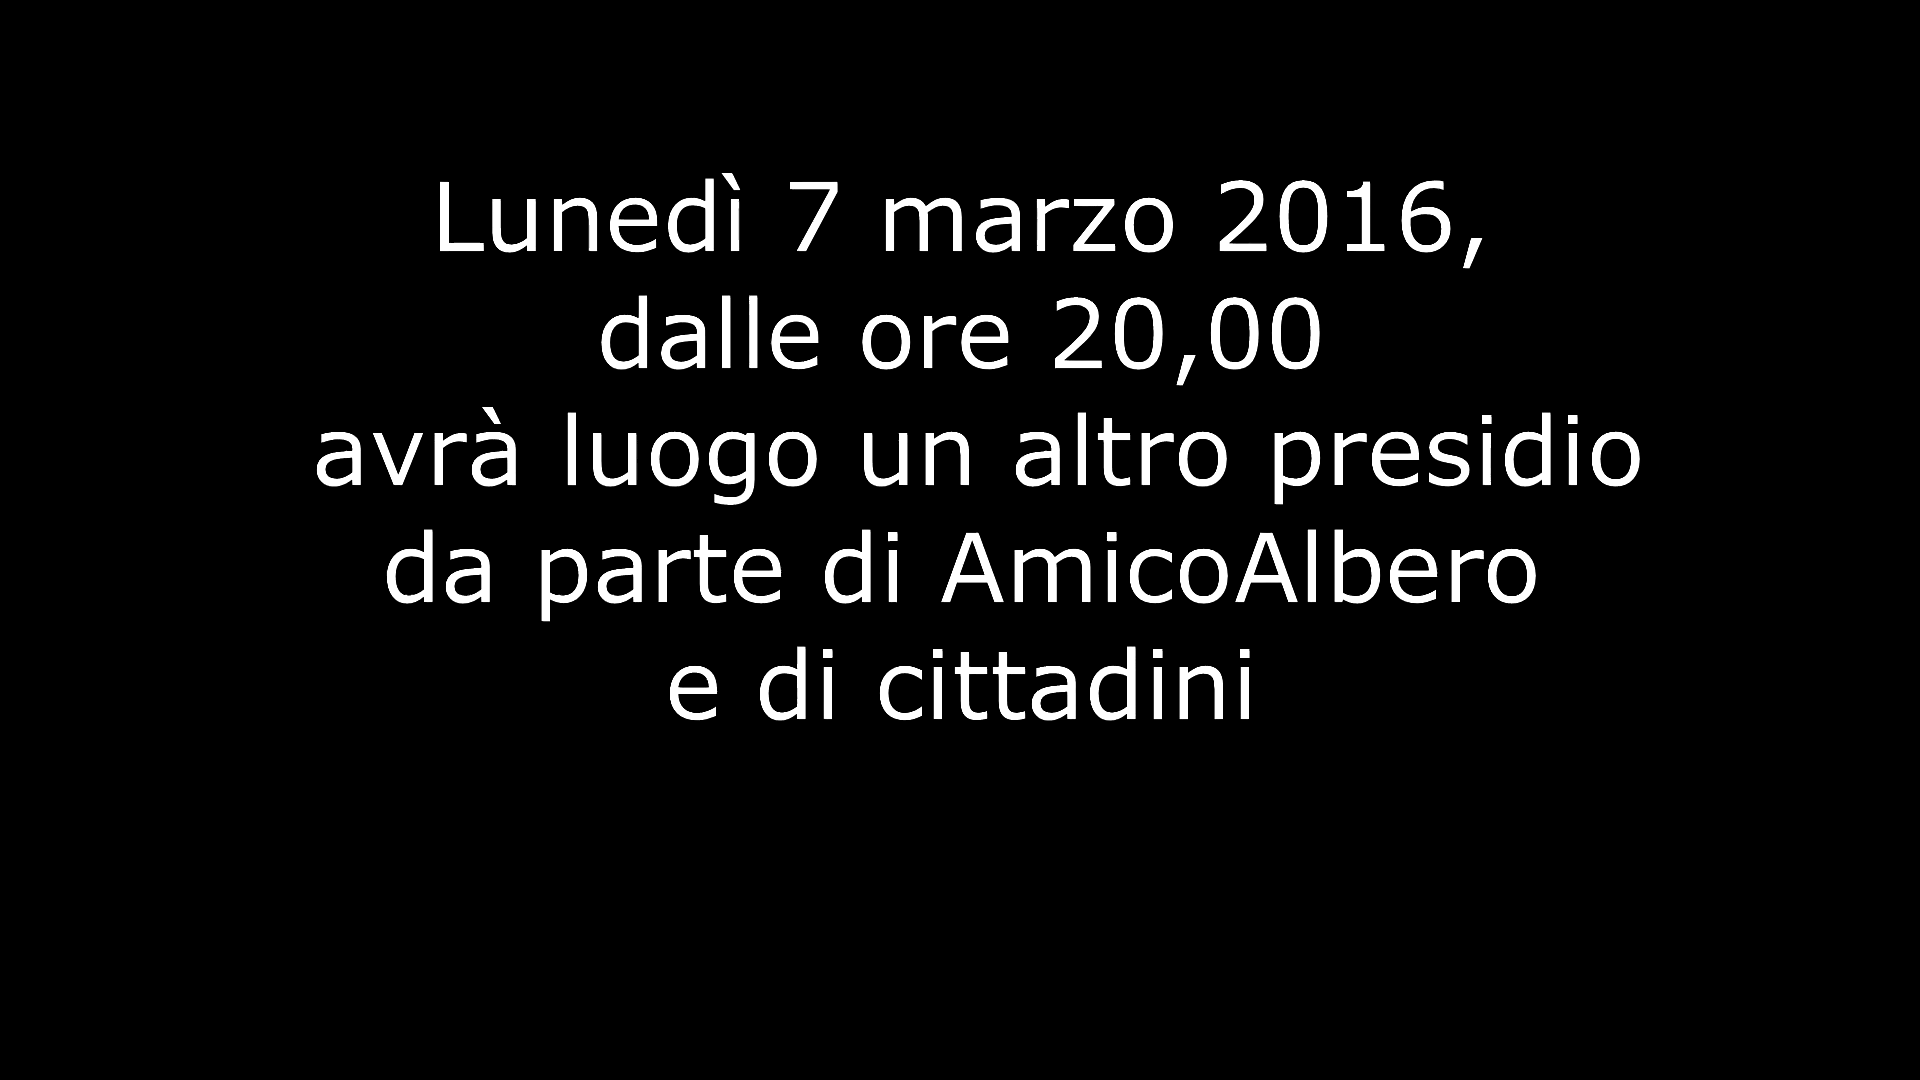 Lunedì 7 marzo 2016,
dalle ore 20,00
avrà luogo un altro presidio
da parte di AmicoAlbero
e di cittadini